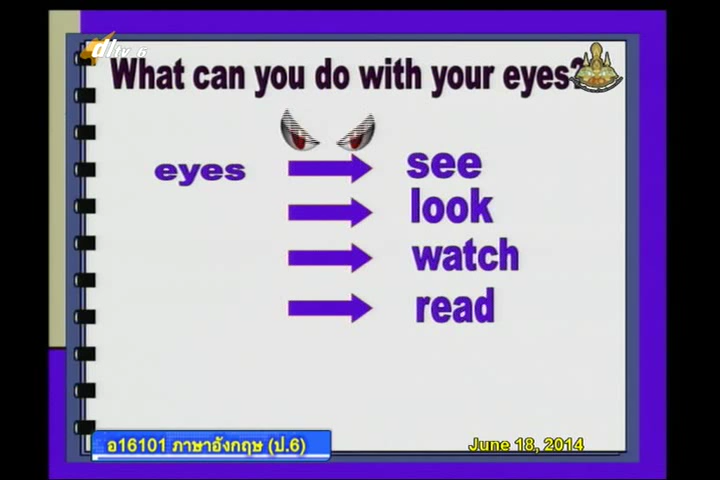 dltv 6
What can you do with your eyes?
eyes see
look
watch
read
อ16101 ภาษาอังกฤษ (ป.6)
June 18, 2014